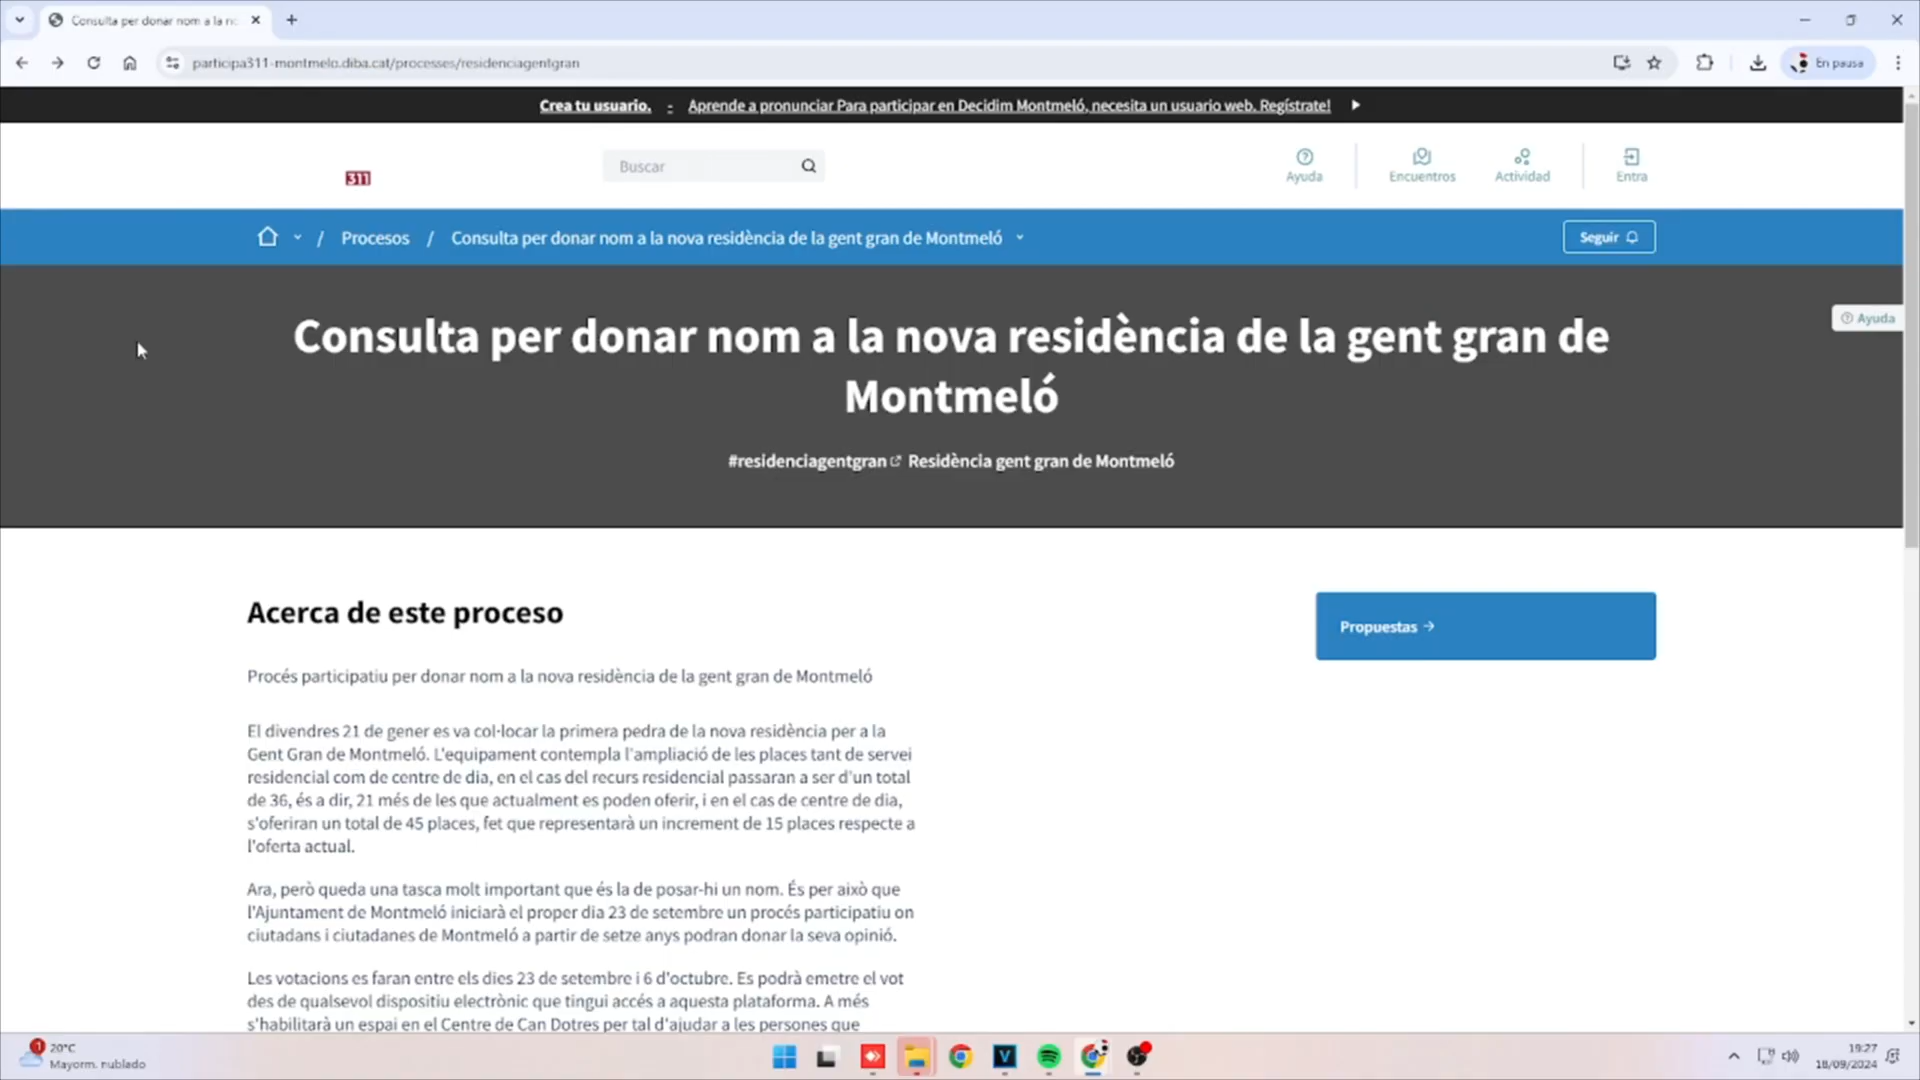 Consulta per donar nom a la no
participa311-montmelo.diba.cat/processes/residenciagentgran
En pausa
Crea tu usuario. - Aprende a pronunciar Para participar en Decidim Montmeló, necesita un usuario web. Regístrate!
311
Buscar
Ayuda
Encuentros
Actividad
Entra
/ Procesos / Consulta per donar nom a la nova residència de la gent gran de Montmeló
Seguir
Ayuda
Consulta per donar nom a la nova residència de la gent gran de
Montmeló
#residenciagentgran Residència gent gran de Montmeló
Acerca de este proceso
Propuestas →
Procés participatiu per donar nom a la nova residència de la gent gran de Montmeló
El divendres 21 de gener es va col·locar la primera pedra de la nova residència per a la
Gent Gran de Montmeló. L'equipament contempla l'ampliació de les places tant de servei
residencial com de centre de dia, en el cas del recurs residencial passaran a ser d'un total
de 36, és a dir, 21 més de les que actualment es poden oferir, i en el cas de centre de dia,
s'oferiran un total de 45 places, fet que representarà un increment de 15 places respecte a
l'oferta actual.
Ara, però queda una tasca molt important que és la de posar-hi un nom. És per això que
l'Ajuntament de Montmeló iniciarà el proper dia 23 de setembre un procés participatiu on
ciutadans i ciutadanes de Montmeló a partir de setze anys podran donar la seva opinió.
Les votacions es faran entre els dies 23 de setembre i 6 d'octubre. Es podrà emetre el vot
des de qualsevol dispositiu electrònic que tingui accés a aquesta plataforma. A més
s'habilitarà un espai en el Centre de Can Dotres per tal d'ajudar a les persones que
1
20°C
Mayorm. nublado
V
19:27
18/09/2024